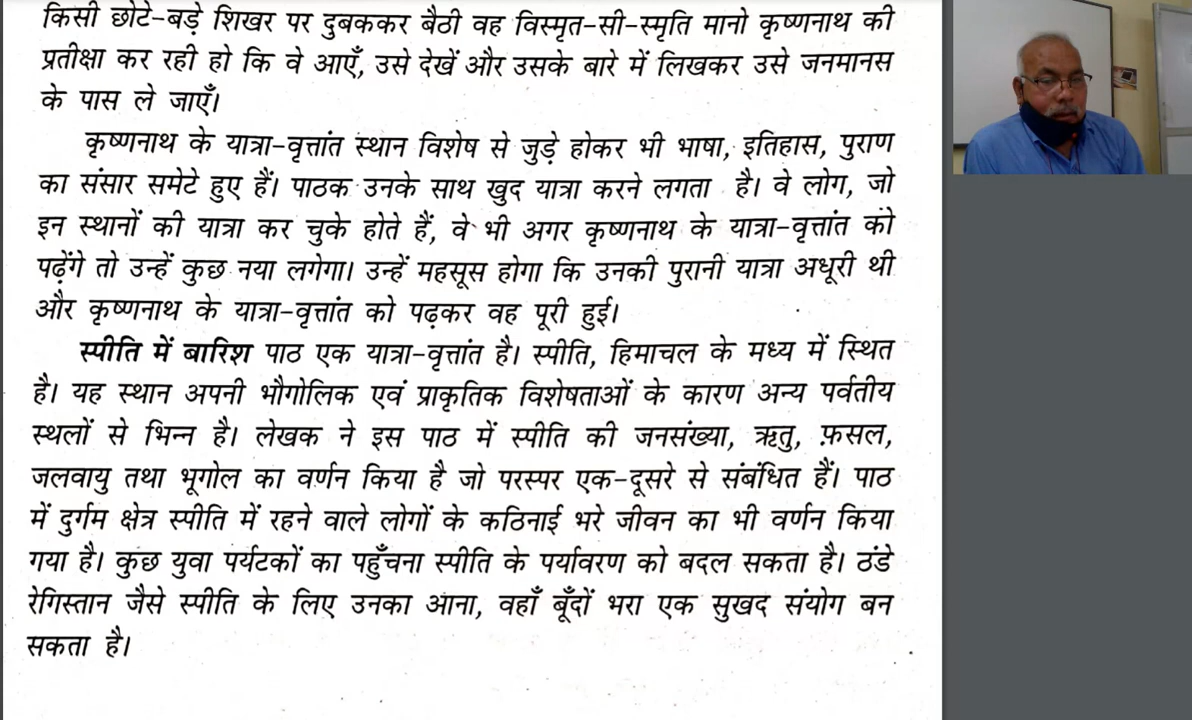 किसी छोटे-बड़े शिखर पर दुबककर बैठी वह विस्मृत-सी-स्मृति मानो कृष्णनाथ की
प्रतीक्षा कर रही हो कि वे आएँ, उसे देखें और उसके बारे में लिखकर उसे जनमानस
के पास ले जाएँ।
कृष्णनाथ के यात्रा-वृत्तांत स्थान विशेष से जुड़े होकर भी भाषा, इतिहास, पुराण
का संसार समेटे हुए हैं। पाठक उनके साथ खुद यात्रा करने लगता है। वे लोग, जो
इन स्थानों की यात्रा कर चुके होते हैं, वे भी अगर कृष्णनाथ के यात्रा-वृत्तांत को
पढ़ेंगे तो उन्हें कुछ नया लगेगा। उन्हें महसूस होगा कि उनकी पुरानी यात्रा अधूरी थी
और कृष्णनाथ के यात्रा-वृत्तांत को पढ़कर वह पूरी हुई।
स्पीति में बारिश पाठ एक यात्रा-वृत्तांत है। स्पीति, हिमाचल के मध्य में स्थित
है। यह स्थान अपनी भौगोलिक एवं प्राकृतिक विशेषताओं के कारण अन्य पर्वतीय
स्थलों से भिन्न है। लेखक ने इस पाठ में स्पीति की जनसंख्या, ऋतु, फ़सल,
जलवायु तथा भूगोल का वर्णन किया है जो परस्पर एक-दूसरे से संबंधित हैं। पाठ
में दुर्गम क्षेत्र स्पीति में रहने वाले लोगों के कठिनाई भरे जीवन का भी वर्णन किया
गया है। कुछ युवा पर्यटकों का पहुँचना स्पीति के पर्यावरण को बदल सकता है। ठंडे
रेगिस्तान जैसे स्पीति के लिए उनका आना, वहाँ बूँदों भरा एक सुखद संयोग बन
सकता है।